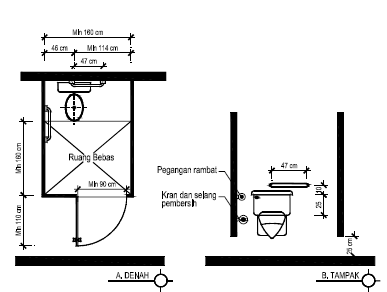 Min 160 cm
46 cm
Min 114 cm
47 cm
Min 160 cm
Ruang Bebas
Min 90 cm
Min 110 cm
A. DENAH
47 cm
Pegangan rambat
Kran dan selang
pembersih
10
25
25 cm
B. TAMPAK